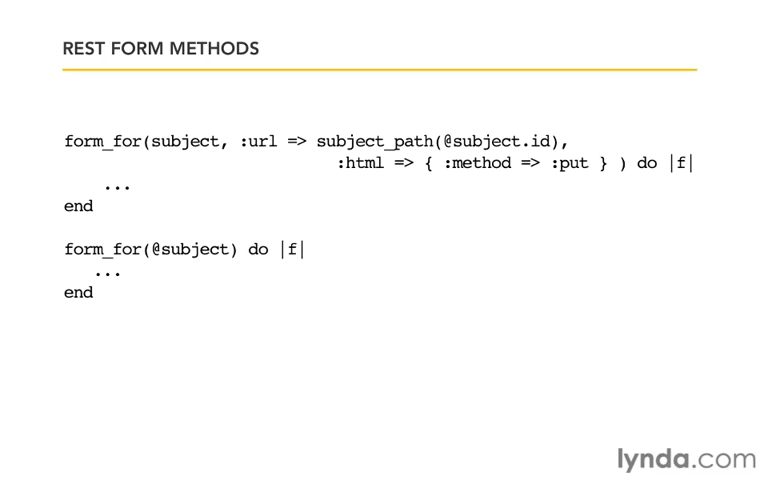 REST FORM METHODS
form_for(subject, :url => subject_path(@subject.id),
:html => { :method => :put } ) do |f|
...
end
form_for(@subject) do |f|
...
end
lynda.com